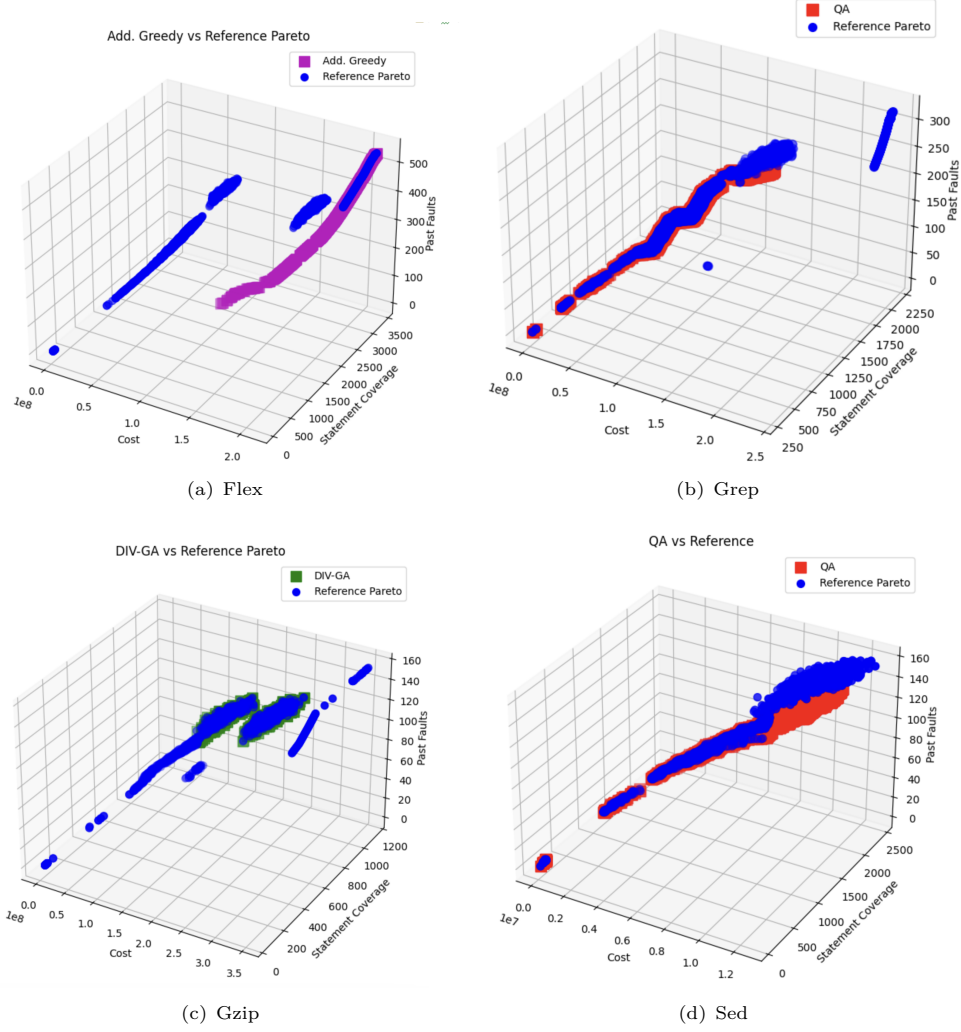 Add. Greedy vs Reference Pareto
Add. Greedy
Reference Pareto
500
400
300
200
100
0
Past Faults
3500
3000
2500
2000
1500
1000
500
0
Statement Coverage
1e8
0.0
0.5
1.0
1.5
2.0
Cost
(a) Flex
QA
Reference Pareto
300
250
200
150
100
50
0
Past Faults
2250
2000
1750
1500
1250
1000
750
500
250
Statement Coverage
1e8
0.0
0.5
1.0
1.5
2.0
2.5
Cost
(b) Grep
DIV-GA vs Reference Pareto
DIV-GA
Reference Pareto
160
140
120
100
80
60
40
20
0
Past Faults
1200
1000
800
600
400
200
0
Statement Coverage
1e8
0.0
0.5
1.0
1.5
2.0
2.5
3.0
3.5
Cost
(c) Gzip
QA vs Reference
QA
Reference Pareto
160
140
120
100
80
60
40
20
0
Past Faults
2500
2000
1500
1000
500
0
Statement Coverage
1e7
0.0
0.2
0.4
0.6
0.8
1.0
1.2
Cost
(d) Sed